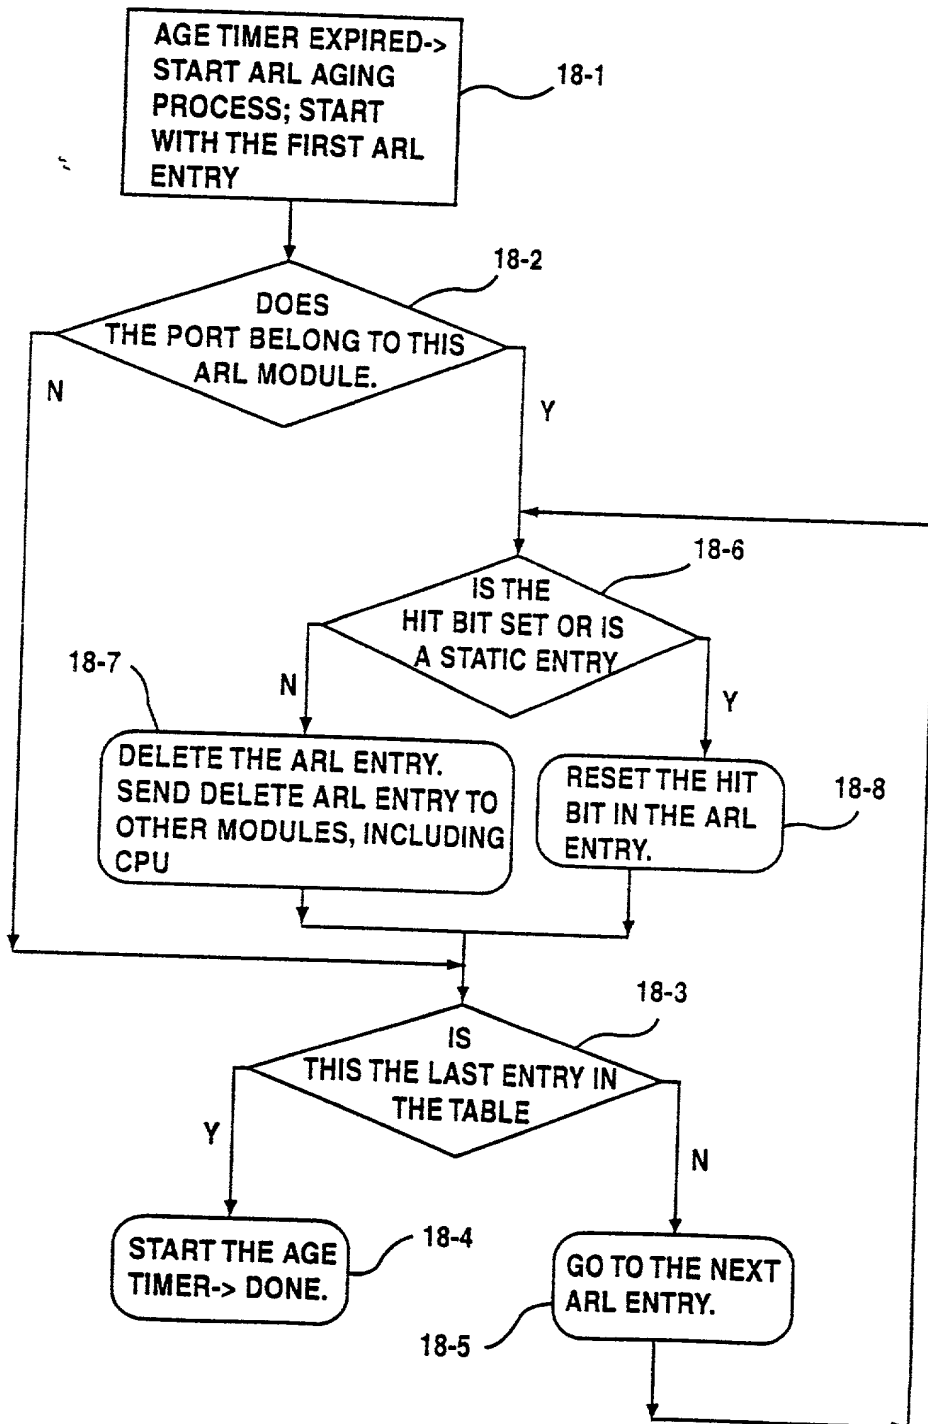 AGE TIMER EXPIRED->
START ARL AGING
PROCESS; START
WITH THE FIRST ARL
ENTRY
18-1
18-2
DOES
THE PORT BELONG TO THIS
ARL MODULE.
N
Y
18-6
IS THE
HIT BIT SET OR IS
A STATIC ENTRY
18-7
N
Y
DELETE THE ARL ENTRY.
SEND DELETE ARL ENTRY TO
OTHER MODULES, INCLUDING
CPU
RESET THE HIT
BIT IN THE ARL
ENTRY.
18-8
18-3
IS
THIS THE LAST ENTRY IN
THE TABLE
Y
N
START THE AGE
TIMER-> DONE.
18-4
GO TO THE NEXT
ARL ENTRY.
18-5